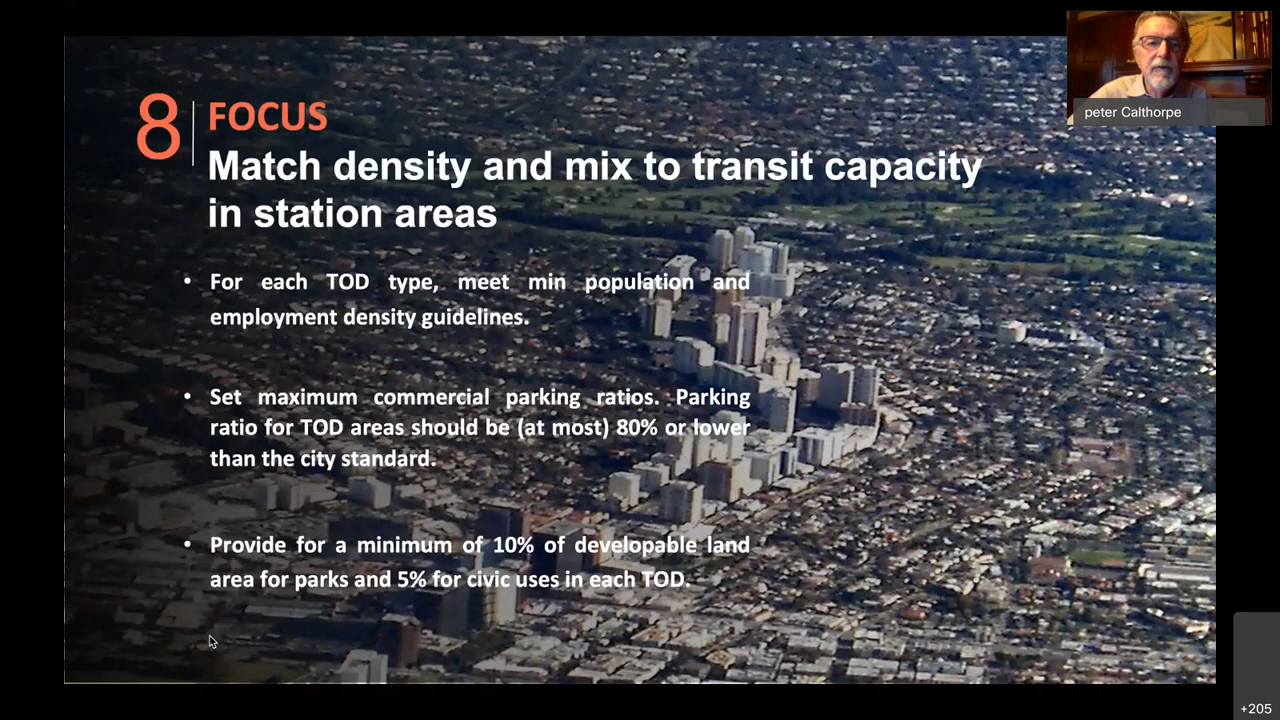 8
FOCUS
Match density and mix to transit capacity
in station areas
• For each TOD type, meet min population and
employment density guidelines.
• Set maximum commercial parking ratios. Parking
ratio for TOD areas should be (at most) 80% or lower
than the city standard.
• Provide for a minimum of 10% of developable land
area for parks and 5% for civic uses in each TOD.
peter Calthorpe
+205